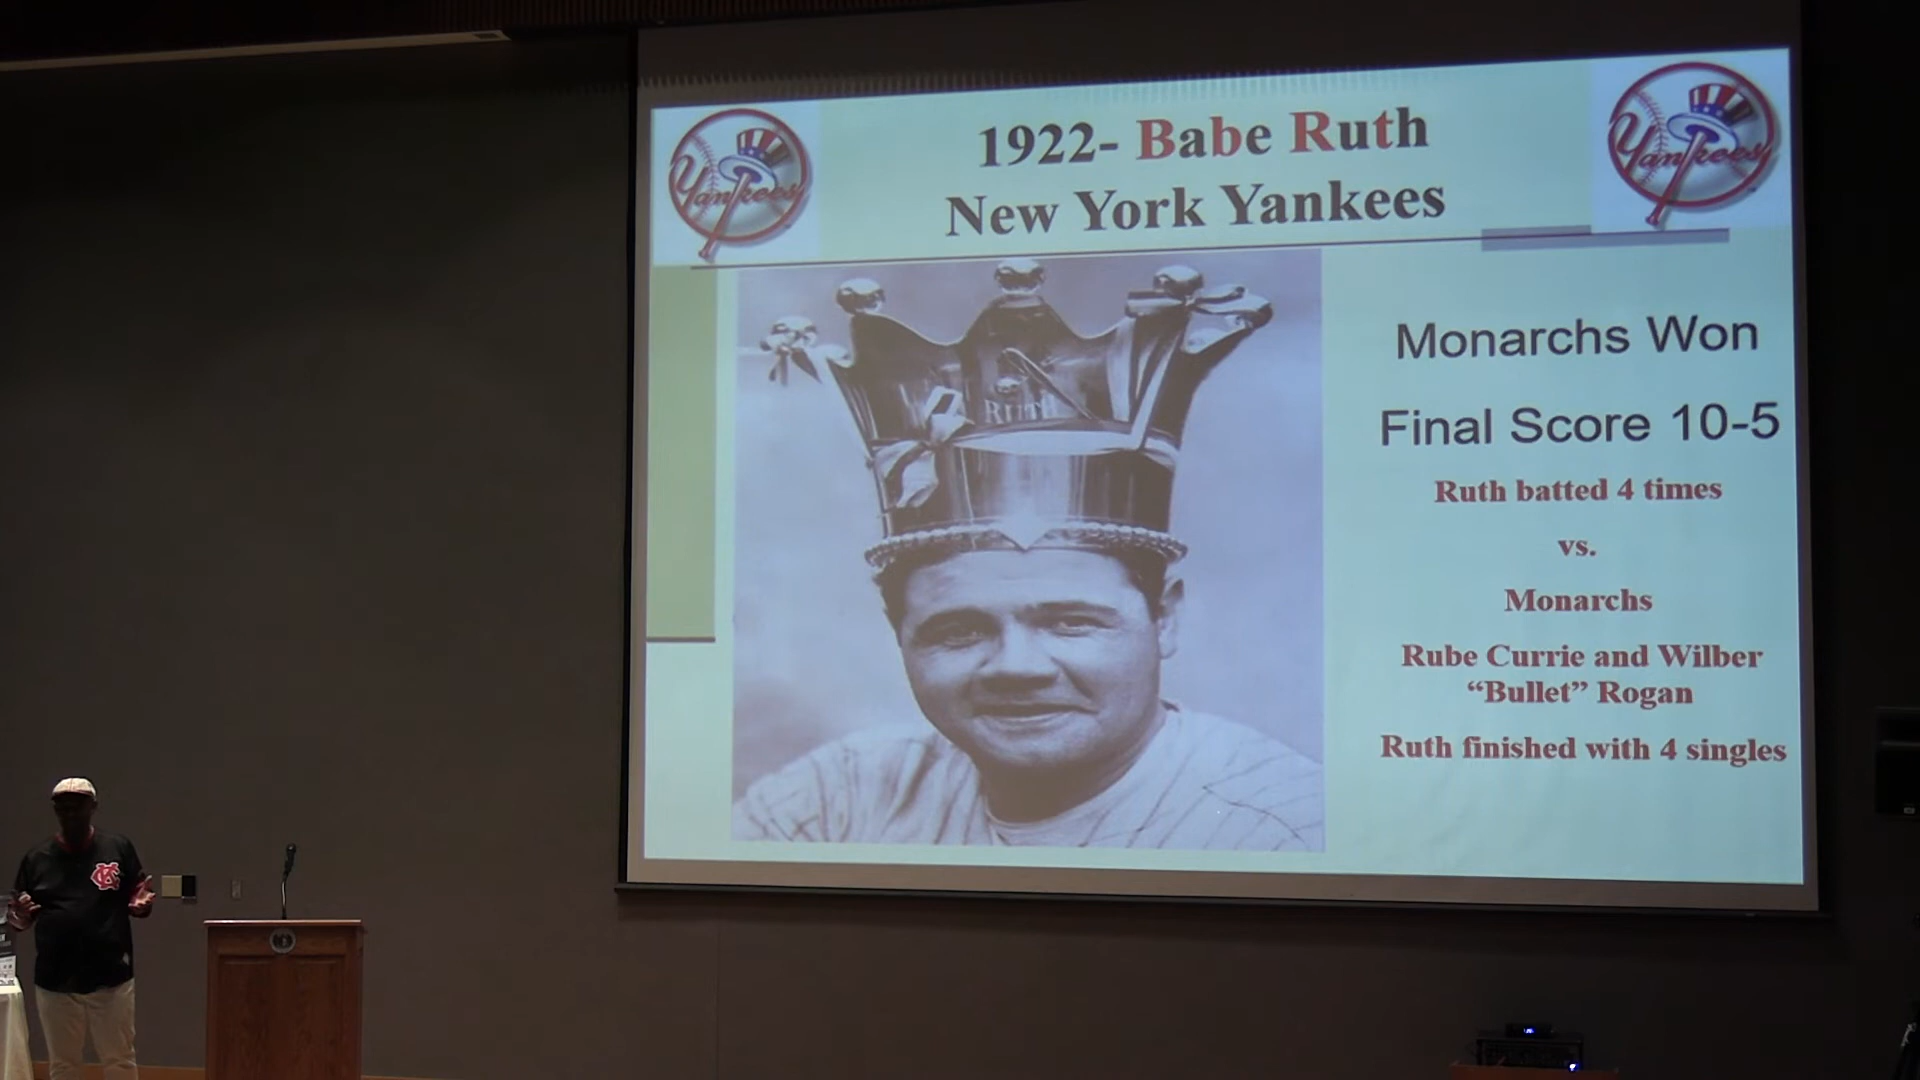 1922- Babe Ruth
New York Yankees
Yankees
Yankees
RUTH
Monarchs Won
Final Score 10-5
Ruth batted 4 times
vs.
Monarchs
Rube Currie and Wilber
“Bullet” Rogan
Ruth finished with 4 singles
KC